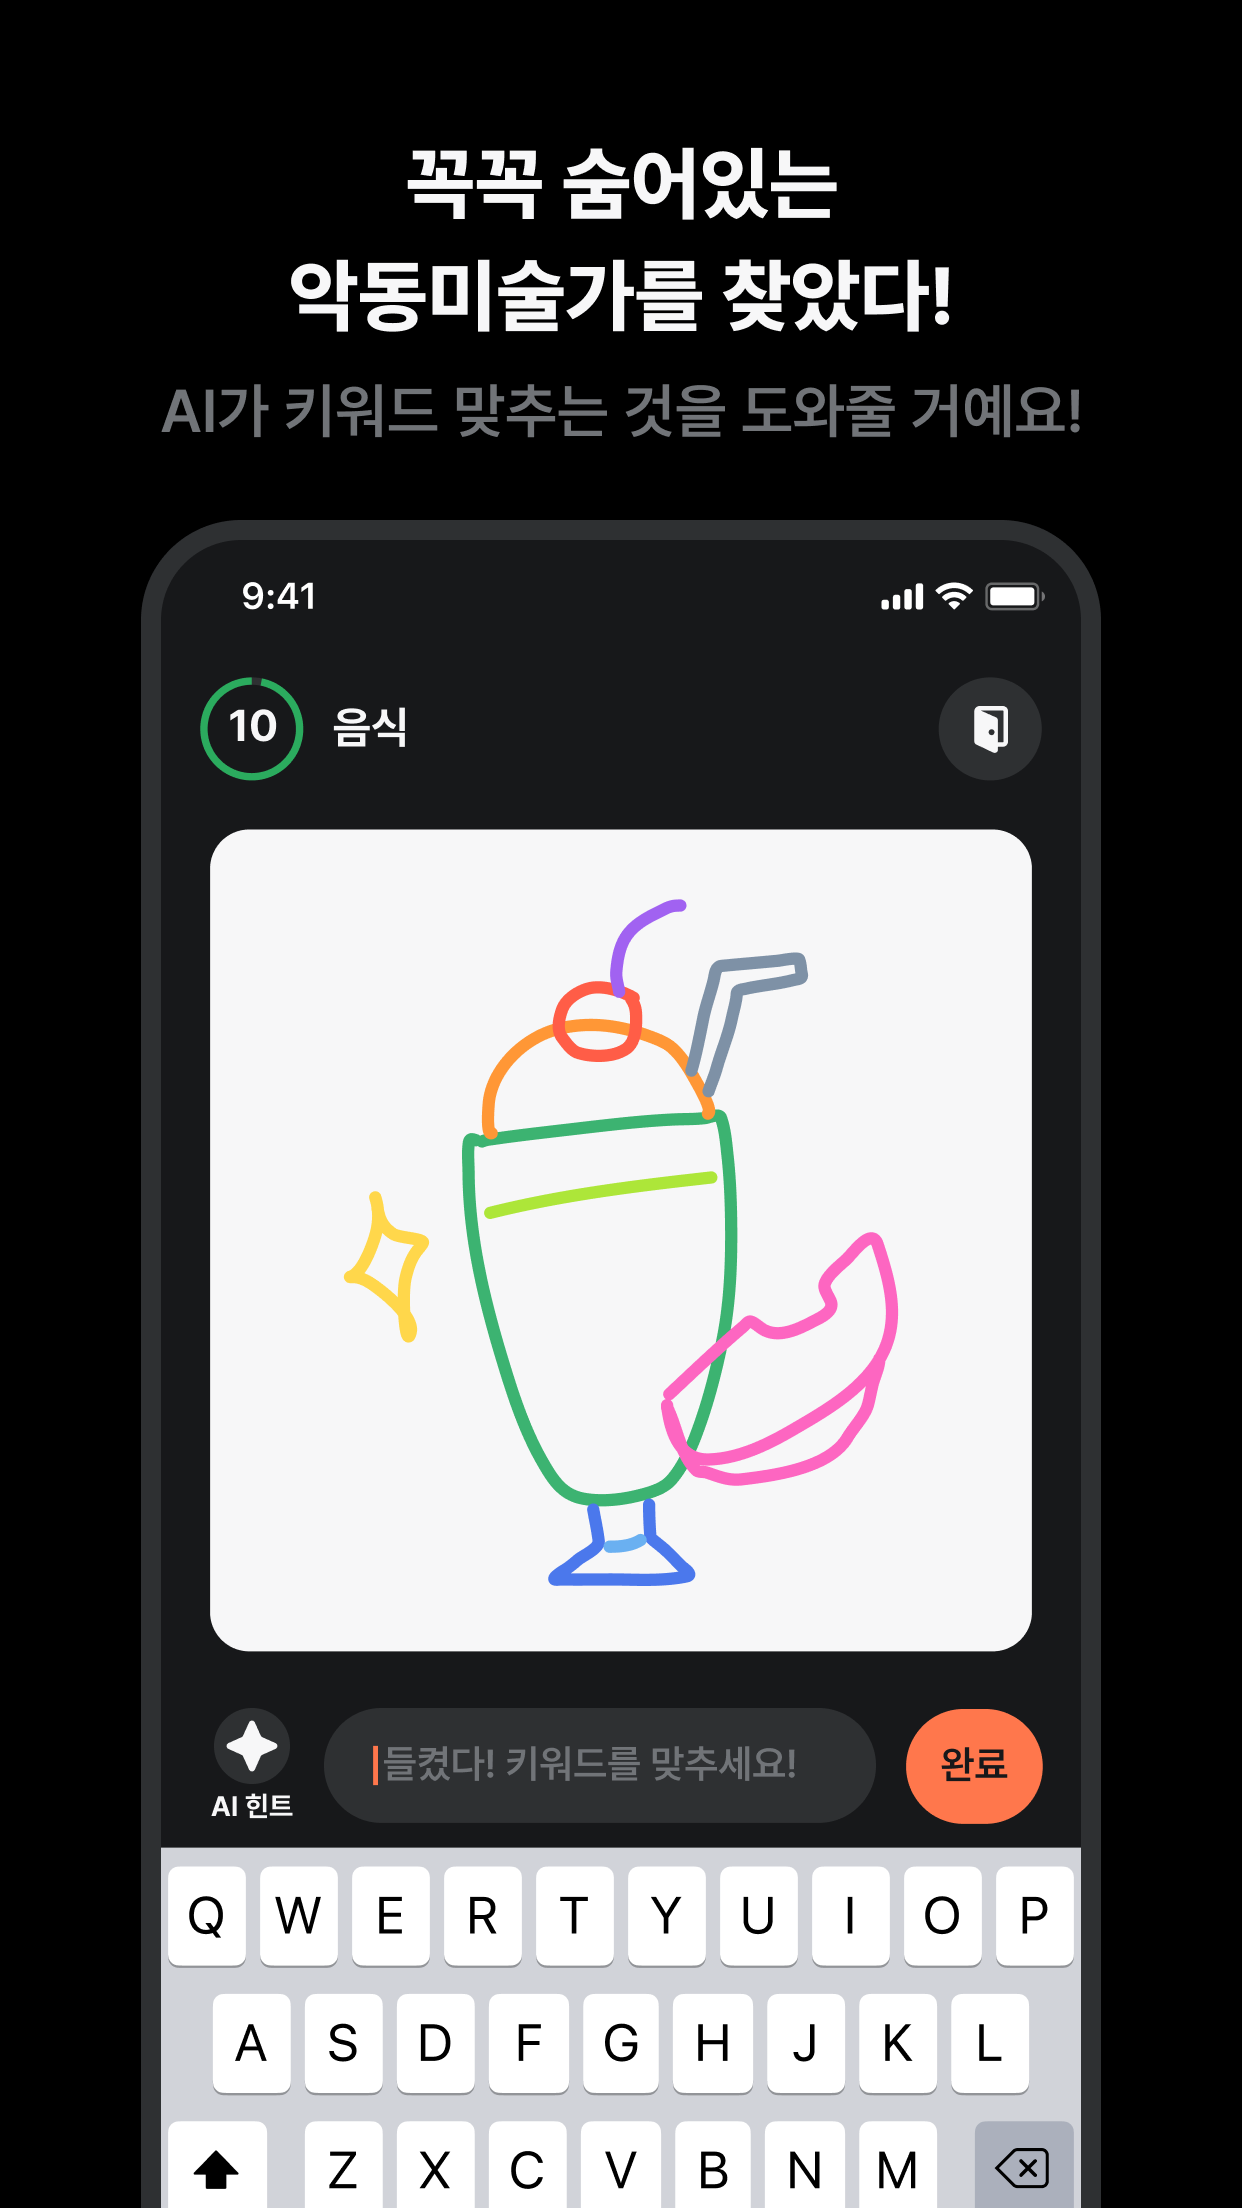 꼭꼭 숨어있는
악동미술가를 찾았다!
AI가 키워드 맞추는 것을 도와줄 거예요!
9:41
10 음식
들켰다! 키워드를 맞추세요!
완료
AI 힌트
Q W E R T Y U I O P
A S D F G H J K L
Z X C V B N M